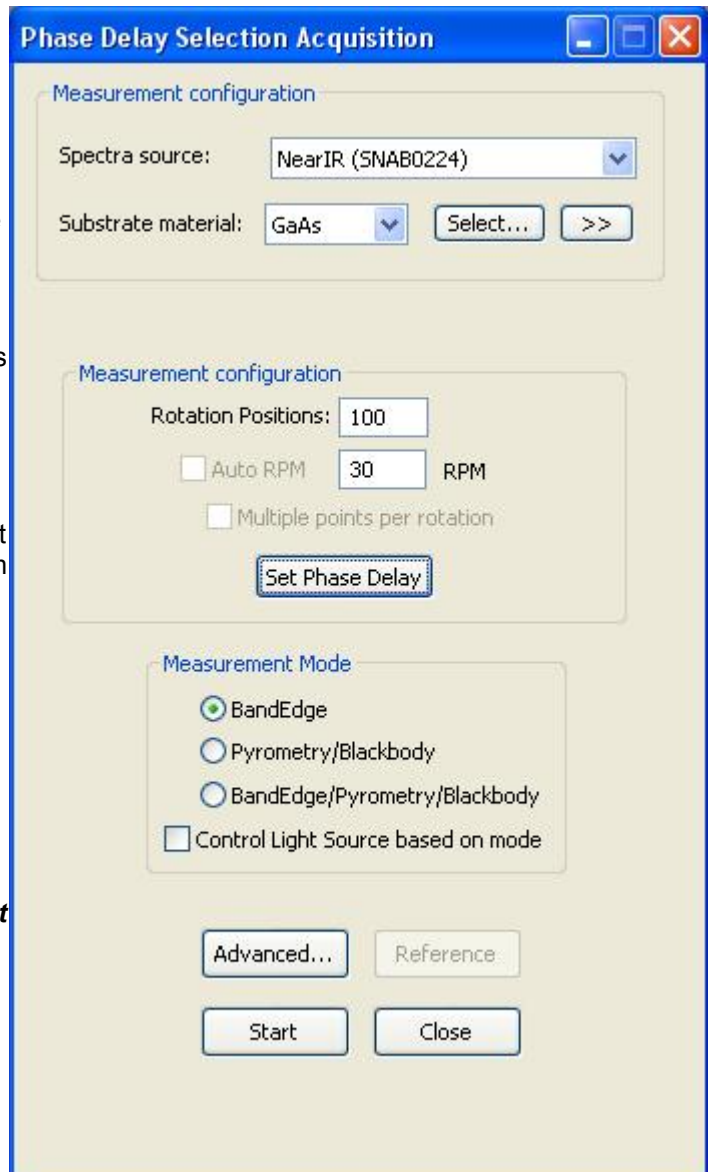 Phase Delay Selection Acquisition
Measurement configuration
Spectra source: NearIR (SNAB0224)
Substrate material: GaAs Select... >>
s
Measurement configuration
Rotation Positions: 100
Auto RPM 30 RPM
Multiple points per rotation
t
Set Phase Delay
Measurement Mode
BandEdge
Pyrometry/Blackbody
BandEdge/Pyrometry/Blackbody
Control Light Source based on mode
t
Advanced... Reference
Start Close